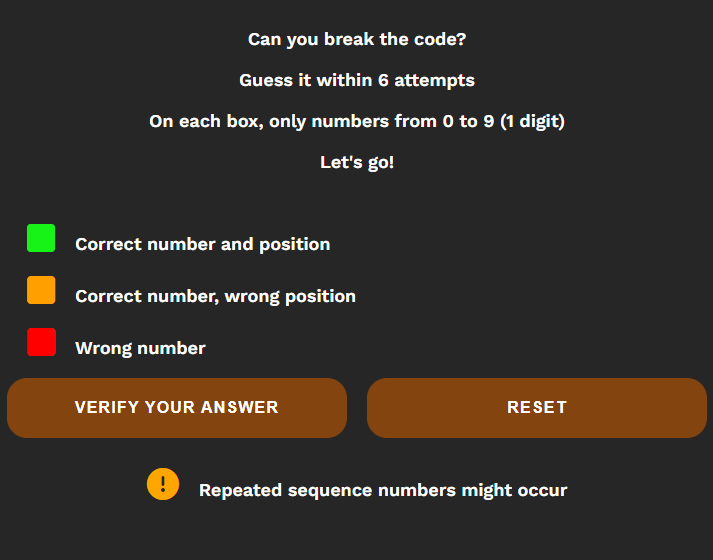 Can you break the code?
Guess it within 6 attempts
On each box, only numbers from 0 to 9 (1 digit)
Let's go!
Correct number and position
Correct number, wrong position
Wrong number
VERIFY YOUR ANSWER
RESET
! Repeated sequence numbers might occur